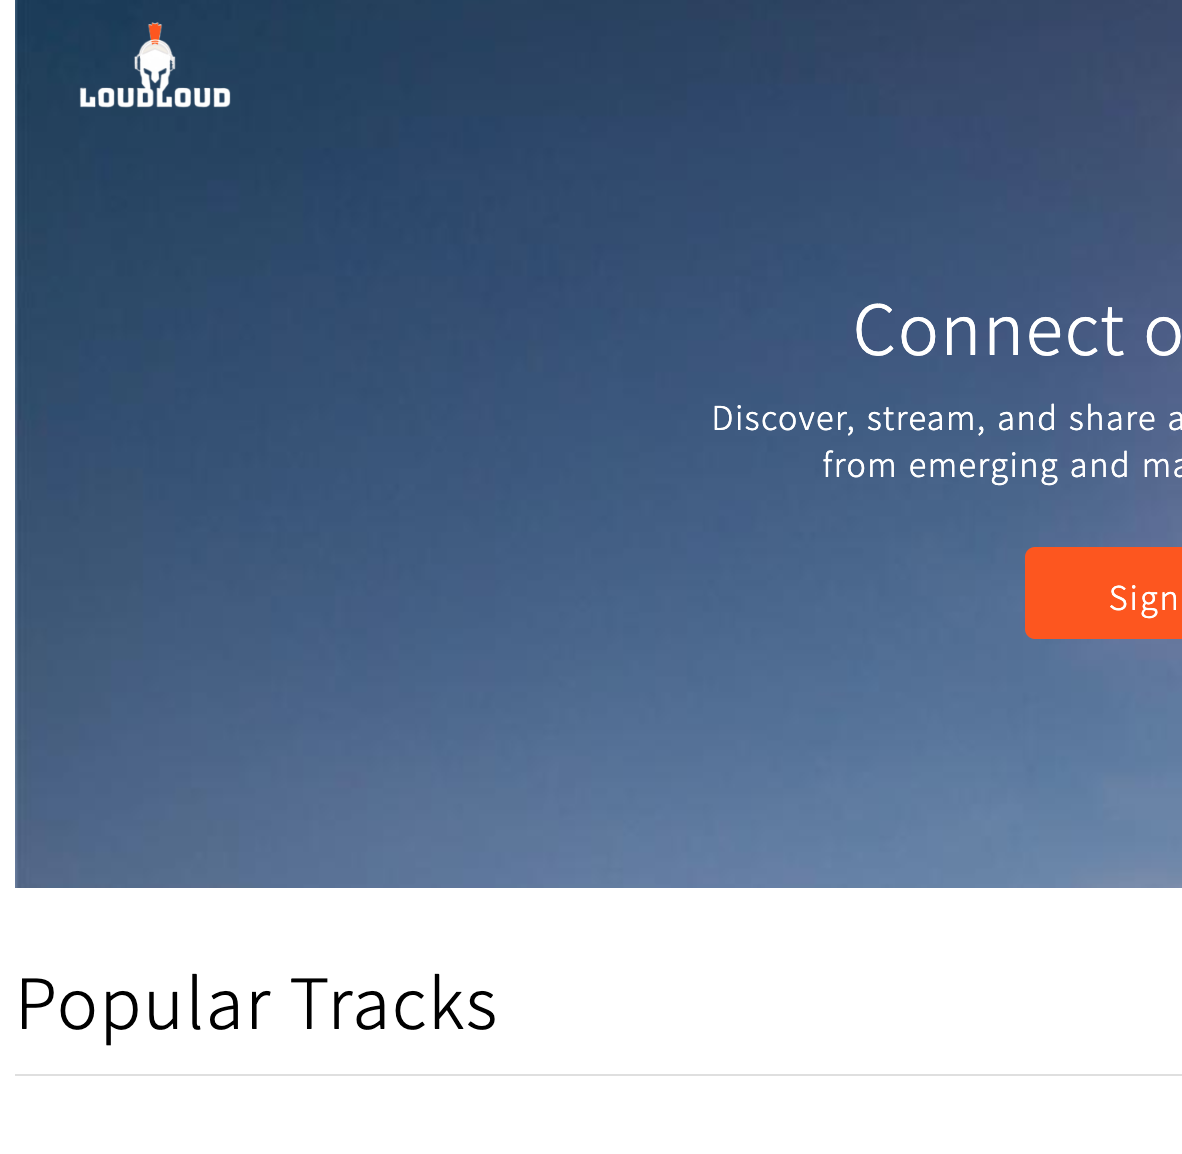 LOUDLOUD
Connect o
Discover, stream, and share a
from emerging and ma
Sign
Popular Tracks